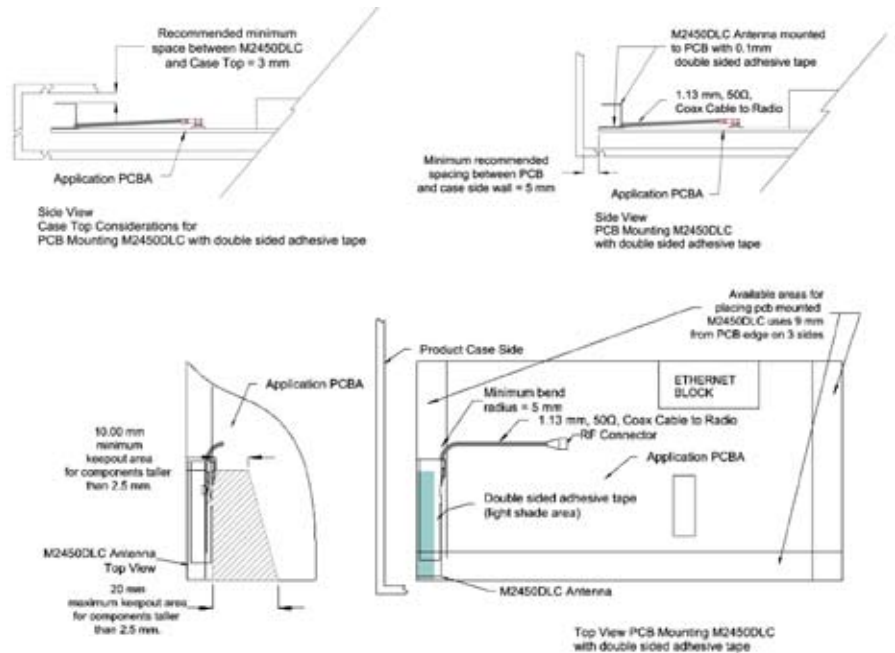 Recommended minimum
space between M2450DLC
and Case Top = 3 mm
Application PCBA
Side View
Case Top Considerations for
PCB Mounting M2450DLC with double sided adhesive tape
M2450DLC Antenna mounted
to PCB with 0.1mm
double sided adhesive tape
1.13 mm, 50Ω,
Coax Cable to Radio
Minimum recommended
spacing between PCB
and case side wall = 5 mm
Application PCBA
Side View
PCB Mounting M2450DLC
with double sided adhesive tape
Application PCBA
10.00 mm
minimum
keepout area
for components taller
than 2.5 mm.
M2450DLC Antenna
Top View
20 mm
maximum keepout area
for components taller
than 2.5 mm.
Available areas for
placing pcb mounted
M2450DLC uses 9 mm
from PCB edge on 3 sides
Product Case Side
ETHERNET
BLOCK
Minimum bend
radius = 5 mm
1.13 mm, 50Ω, Coax Cable to Radio
RF Connector
Application PCBA
Double sided adhesive tape
(light shade area)
M2450DLC Antenna
Top View PCB Mounting M2450DLC
with double sided adhesive tape